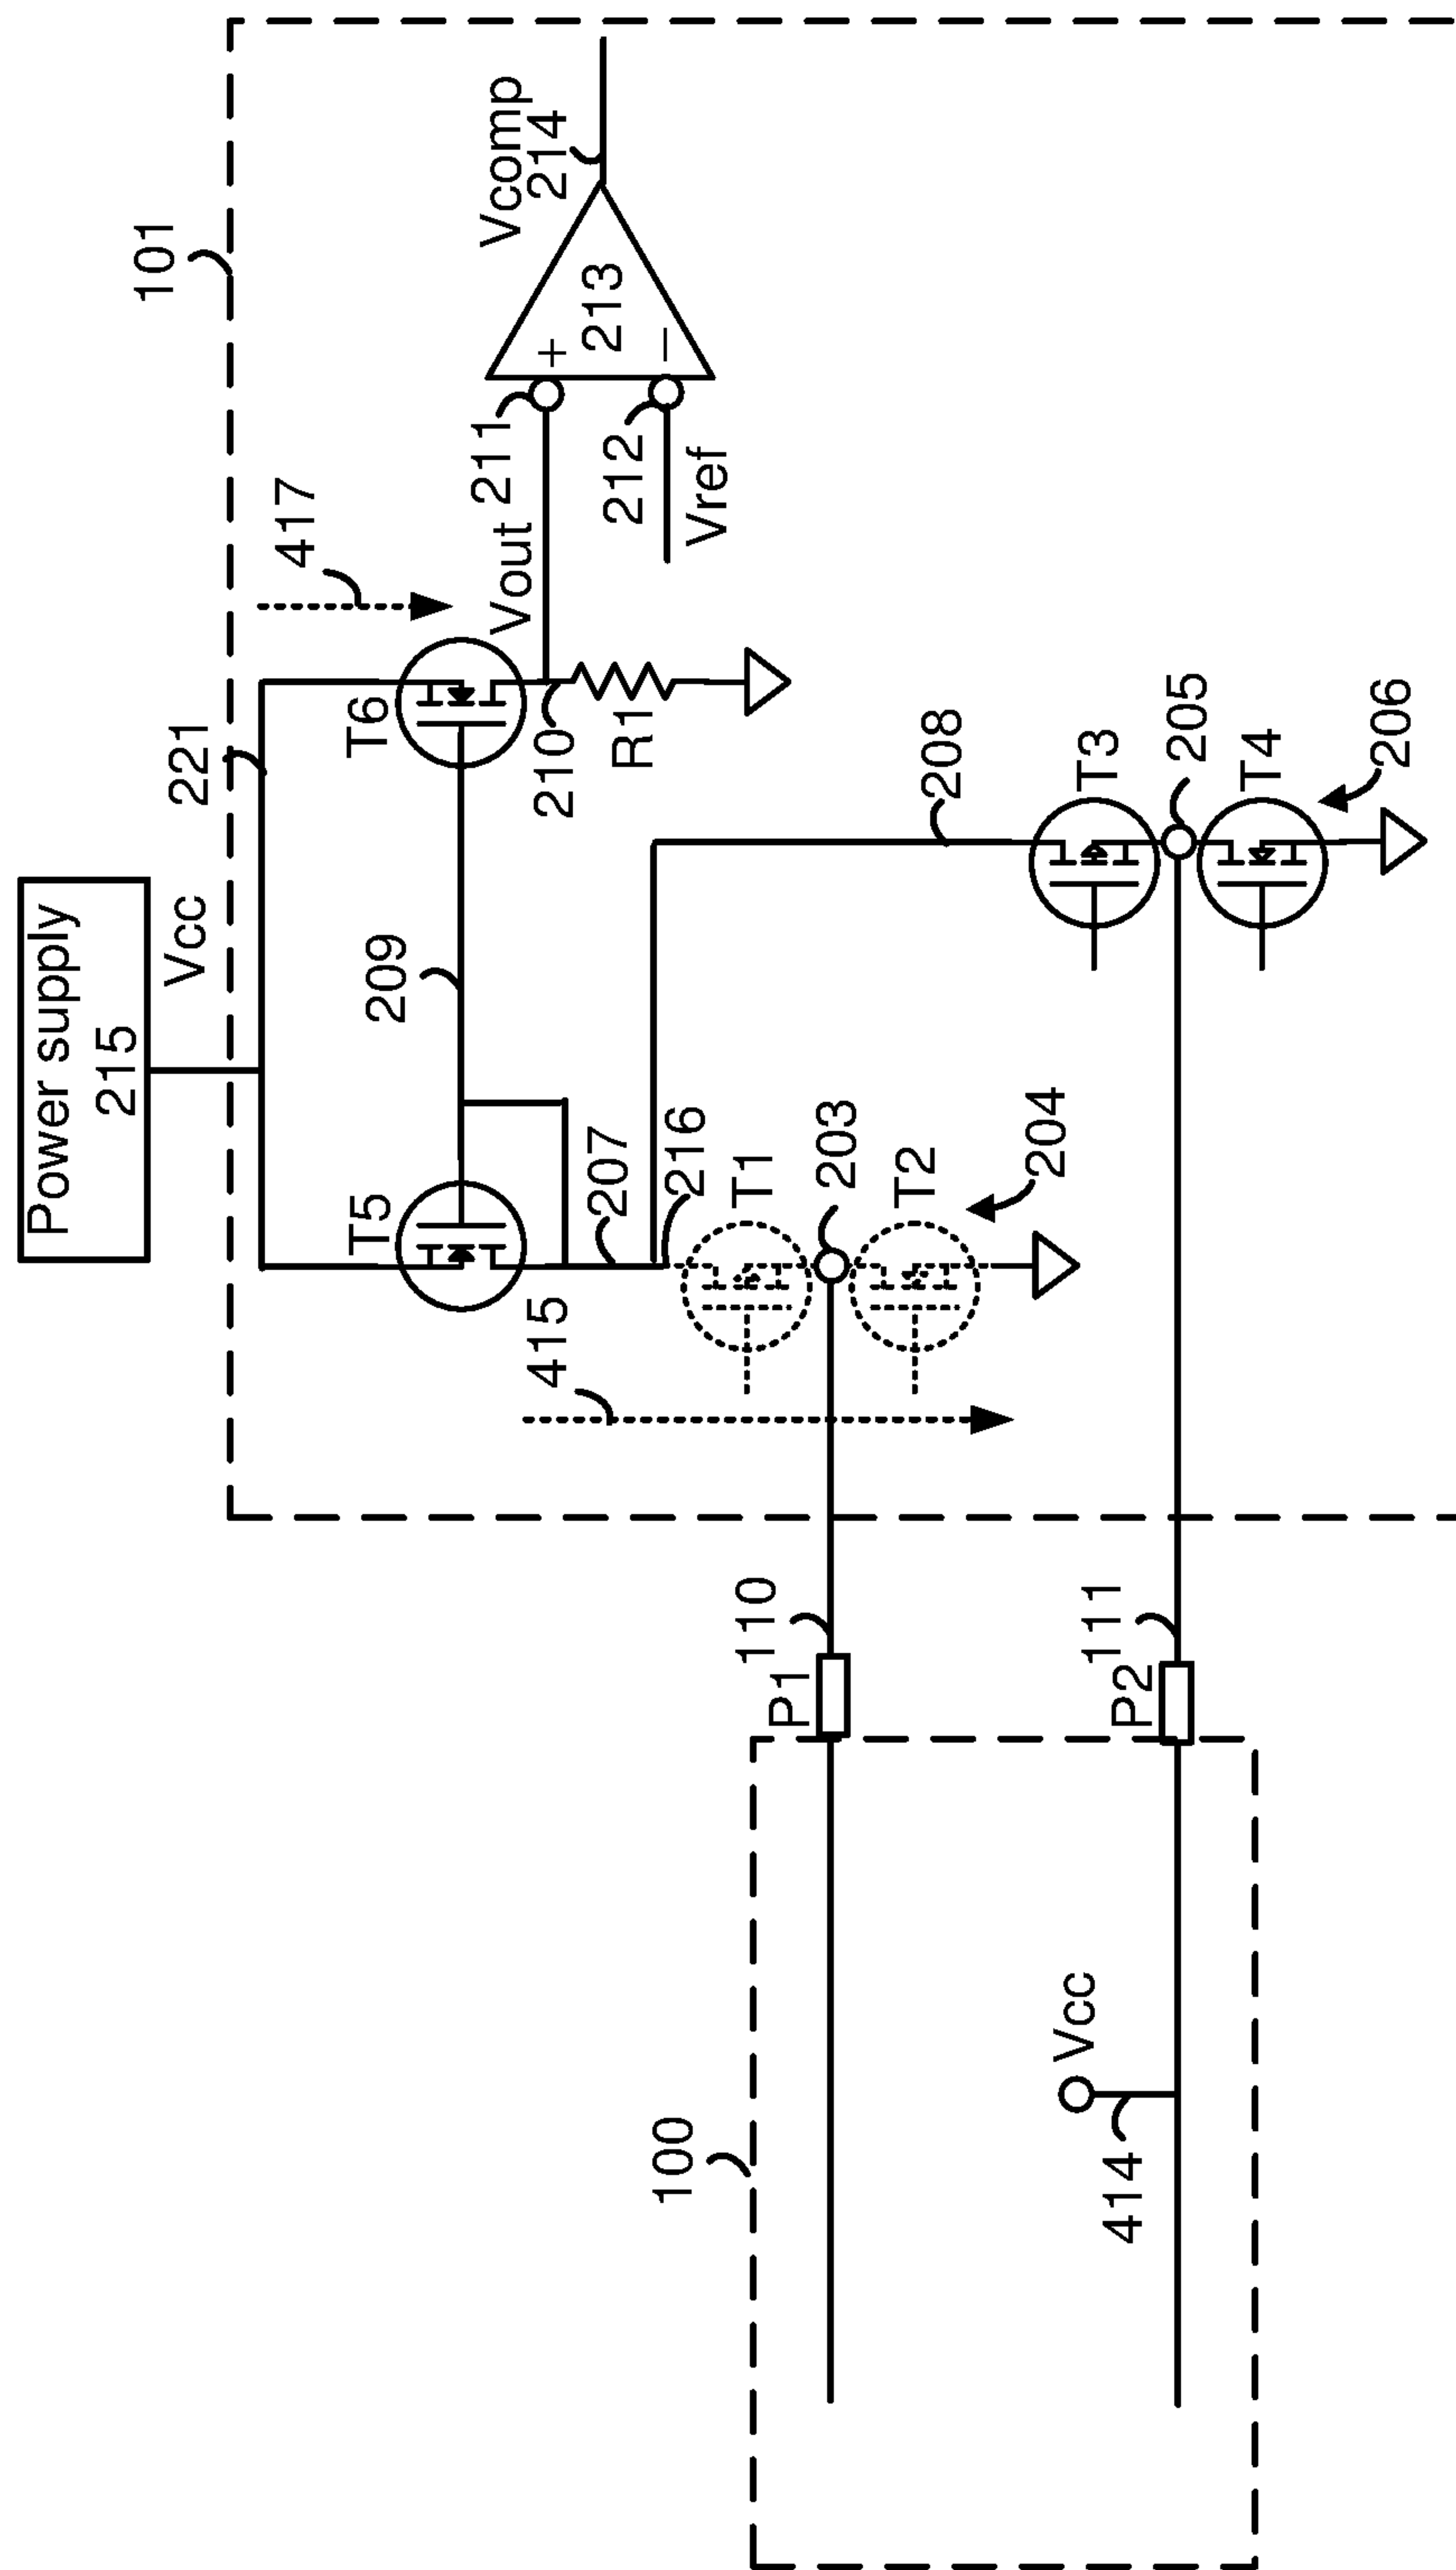 Power supply
215
Vcc
221
101
T5
209
T6
417
Vcomp
214
213
+
−
211
212
Vout
Vref
210
R1
415
207
216
T1
203
T2
204
208
T3
205
T4
206
110
P1
111
P2
100
Vcc
414